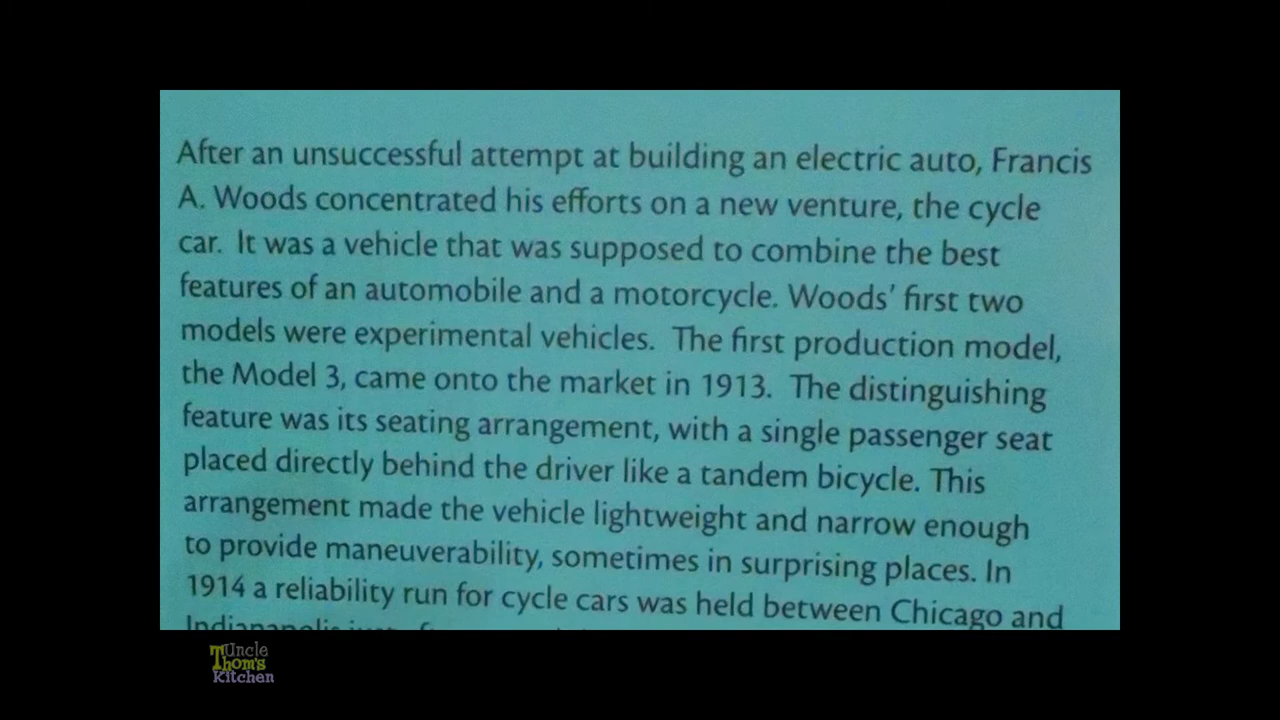 After an unsuccessful attempt at building an electric auto, Francis
A. Woods concentrated his efforts on a new venture, the cycle
car. It was a vehicle that was supposed to combine the best
features of an automobile and a motorcycle. Woods' first two
models were experimental vehicles. The first production model,
the Model 3, came onto the market in 1913. The distinguishing
feature was its seating arrangement, with a single passenger seat
placed directly behind the driver like a tandem bicycle. This
arrangement made the vehicle lightweight and narrow enough
to provide maneuverability, sometimes in surprising places. In
1914 a reliability run for cycle cars was held between Chicago and
Indianapolis
Uncle
Thom's
Kitchen